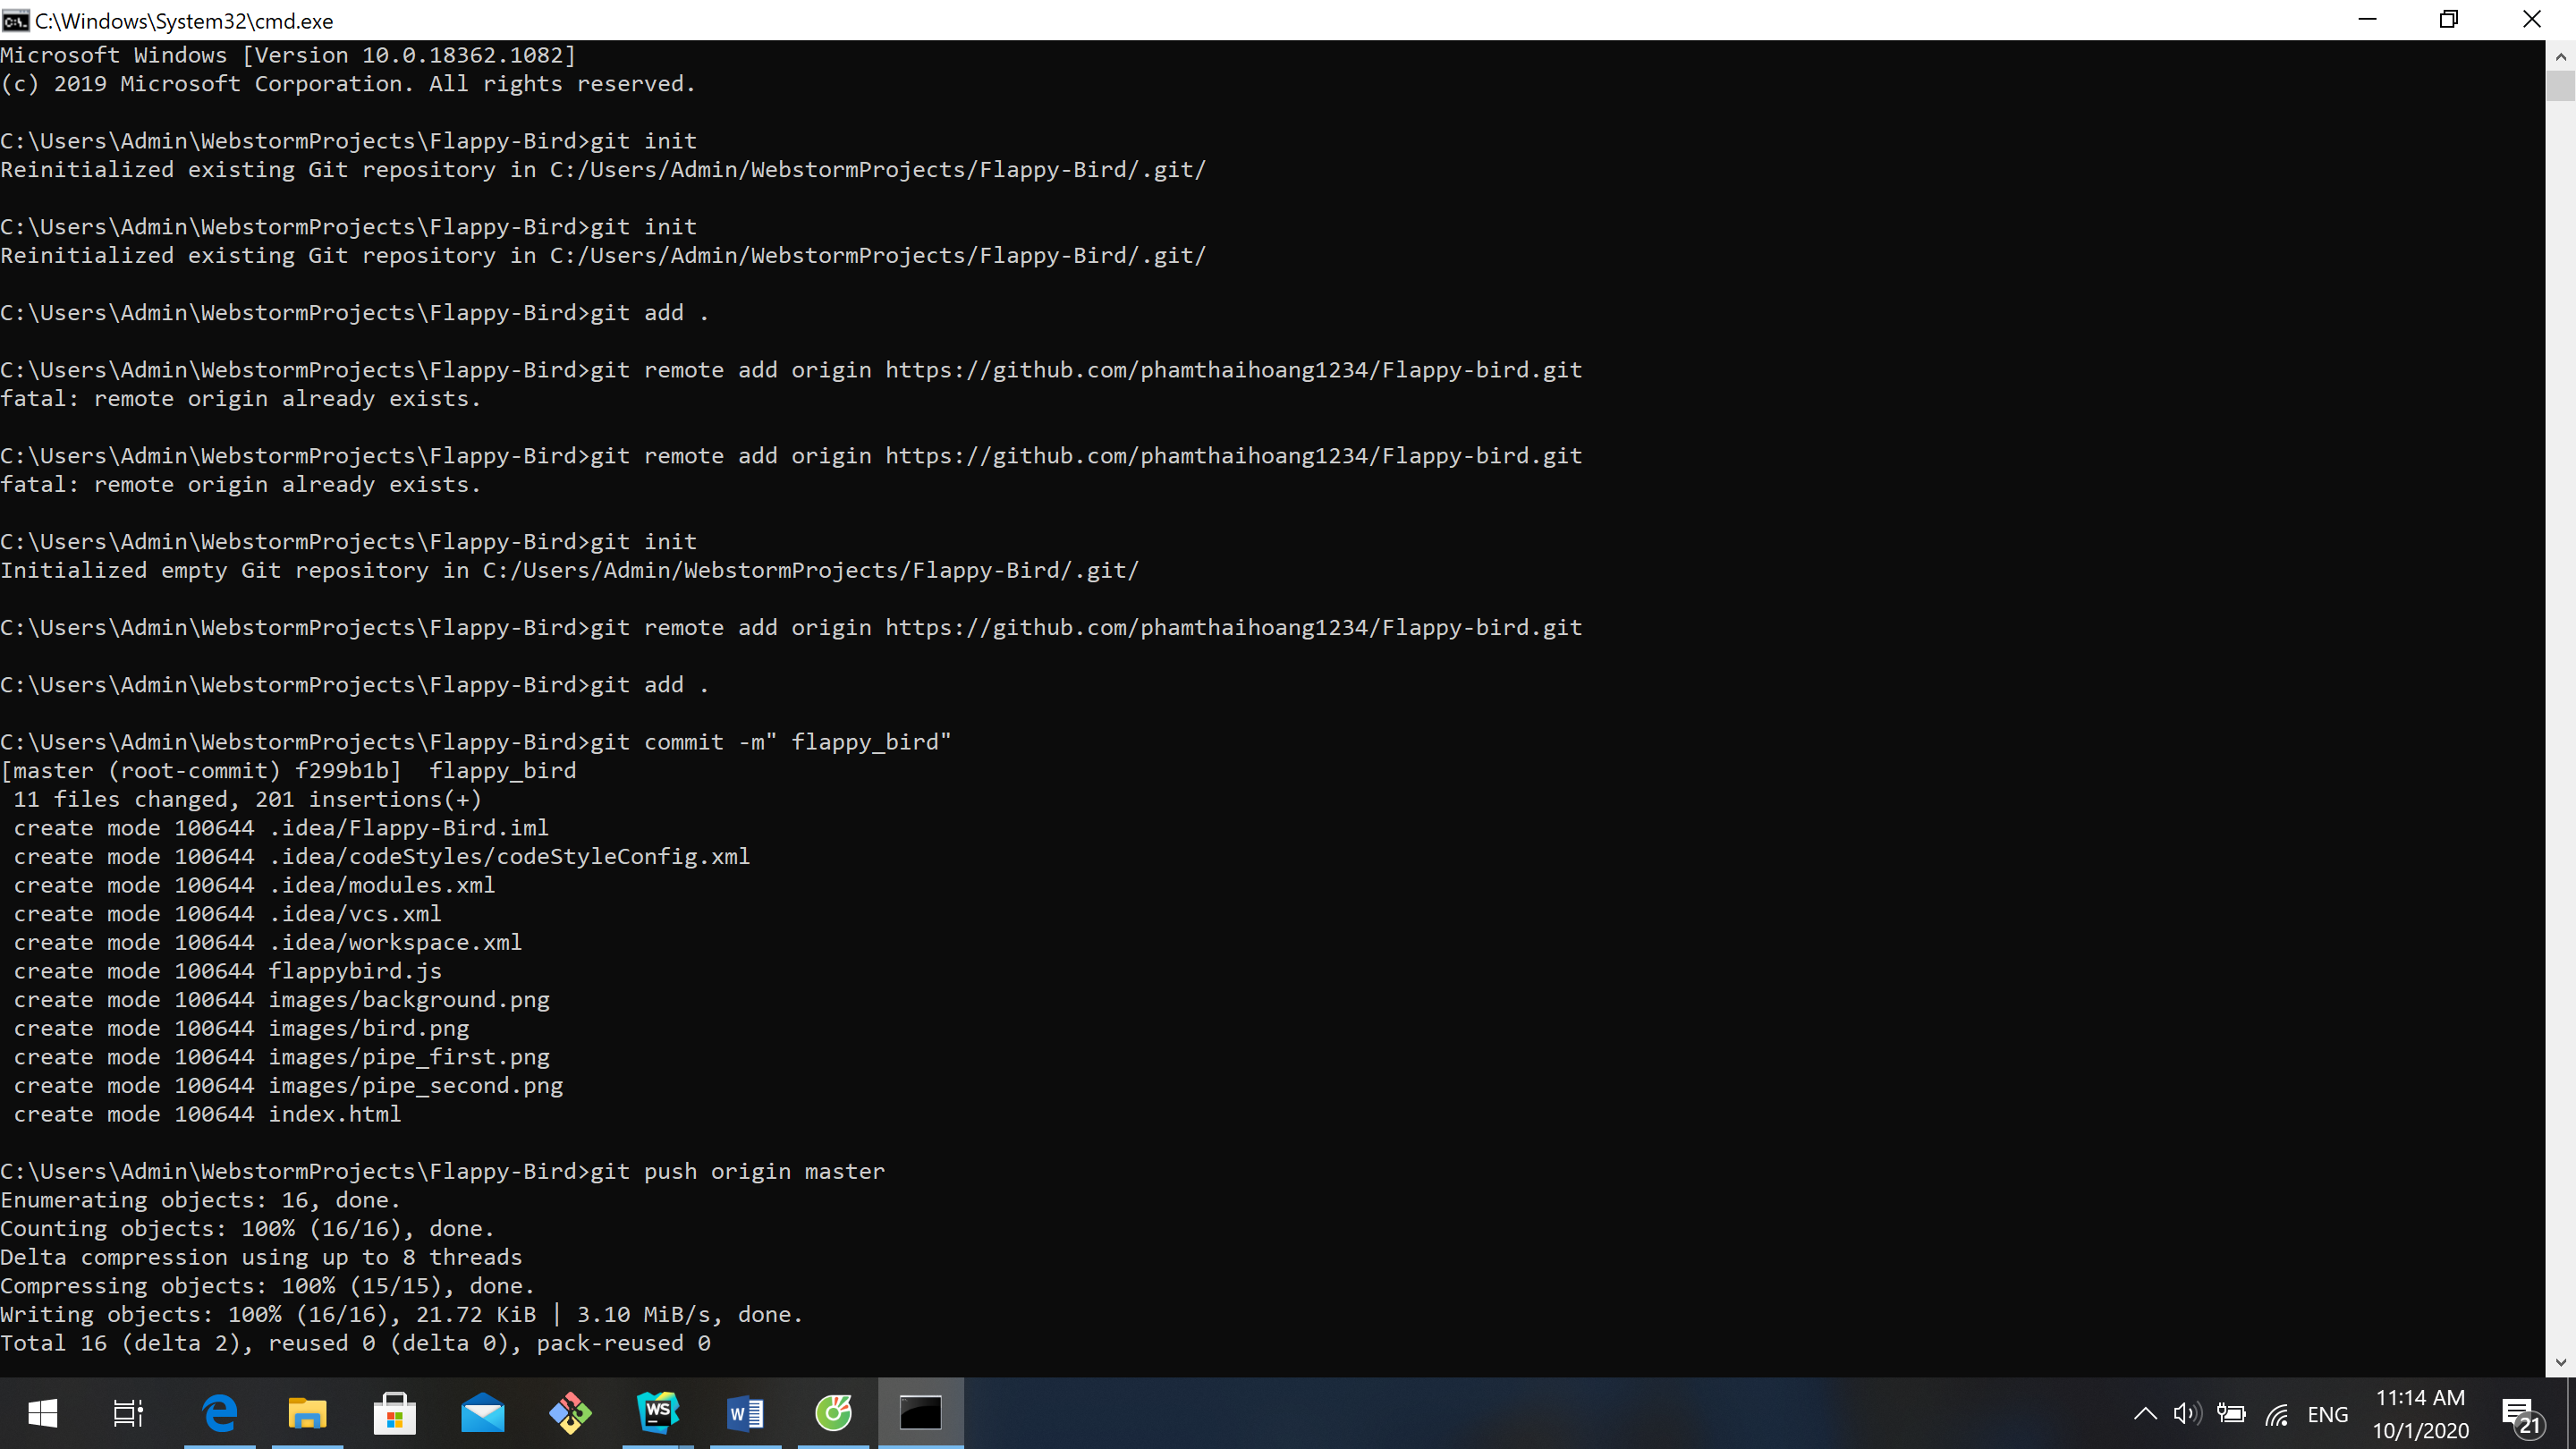 C:\Windows\System32\cmd.exe
Microsoft Windows [Version 10.0.18362.1082]
(c) 2019 Microsoft Corporation. All rights reserved.
C:\Users\Admin\WebstormProjects\Flappy-Bird>git init
Reinitialized existing Git repository in C:/Users/Admin/WebstormProjects/Flappy-Bird/.git/
C:\Users\Admin\WebstormProjects\Flappy-Bird>git init
Reinitialized existing Git repository in C:/Users/Admin/WebstormProjects/Flappy-Bird/.git/
C:\Users\Admin\WebstormProjects\Flappy-Bird>git add .
C:\Users\Admin\WebstormProjects\Flappy-Bird>git remote add origin https://github.com/phamthaihoang1234/Flappy-bird.git
fatal: remote origin already exists.
C:\Users\Admin\WebstormProjects\Flappy-Bird>git remote add origin https://github.com/phamthaihoang1234/Flappy-bird.git
fatal: remote origin already exists.
C:\Users\Admin\WebstormProjects\Flappy-Bird>git init
Initialized empty Git repository in C:/Users/Admin/WebstormProjects/Flappy-Bird/.git/
C:\Users\Admin\WebstormProjects\Flappy-Bird>git remote add origin https://github.com/phamthaihoang1234/Flappy-bird.git
C:\Users\Admin\WebstormProjects\Flappy-Bird>git add .
C:\Users\Admin\WebstormProjects\Flappy-Bird>git commit -m" flappy_bird"
[master (root-commit) f299b1b]  flappy_bird
 11 files changed, 201 insertions(+)
 create mode 100644 .idea/Flappy-Bird.iml
 create mode 100644 .idea/codeStyles/codeStyleConfig.xml
 create mode 100644 .idea/modules.xml
 create mode 100644 .idea/vcs.xml
 create mode 100644 .idea/workspace.xml
 create mode 100644 flappybird.js
 create mode 100644 images/background.png
 create mode 100644 images/bird.png
 create mode 100644 images/pipe_first.png
 create mode 100644 images/pipe_second.png
 create mode 100644 index.html
C:\Users\Admin\WebstormProjects\Flappy-Bird>git push origin master
Enumerating objects: 16, done.
Counting objects: 100% (16/16), done.
Delta compression using up to 8 threads
Compressing objects: 100% (15/15), done.
Writing objects: 100% (16/16), 21.72 KiB | 3.10 MiB/s, done.
Total 16 (delta 2), reused 0 (delta 0), pack-reused 0
WS
W
ENG
11:14 AM
10/1/2020
21